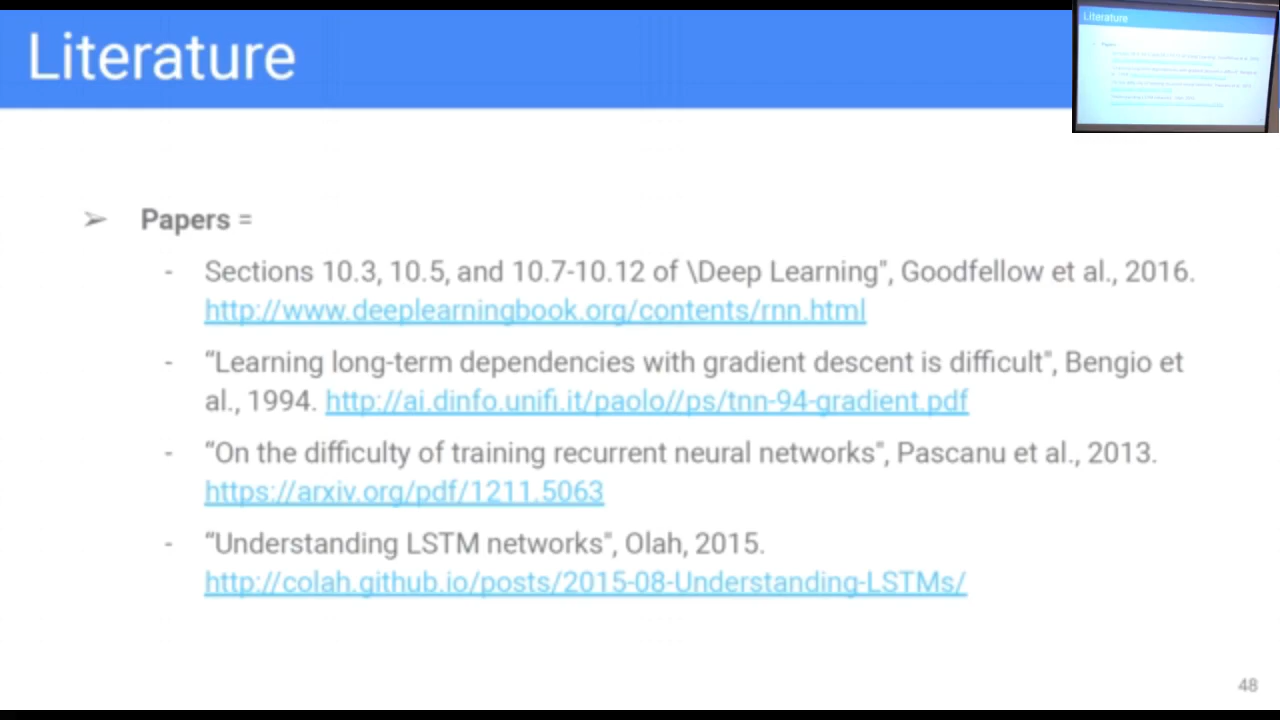 Literature
➢ Papers =
- Sections 10.3, 10.5, and 10.7-10.12 of \Deep Learning", Goodfellow et al., 2016.
http://www.deeplearningbook.org/contents/rnn.html
- “Learning long-term dependencies with gradient descent is difficult", Bengio et
al., 1994. http://ai.dinfo.unifi.it/paolo//ps/tnn-94-gradient.pdf
- “On the difficulty of training recurrent neural networks", Pascanu et al., 2013.
https://arxiv.org/pdf/1211.5063
- “Understanding LSTM networks", Olah, 2015.
http://colah.github.io/posts/2015-08-Understanding-LSTMs/
48
Literature